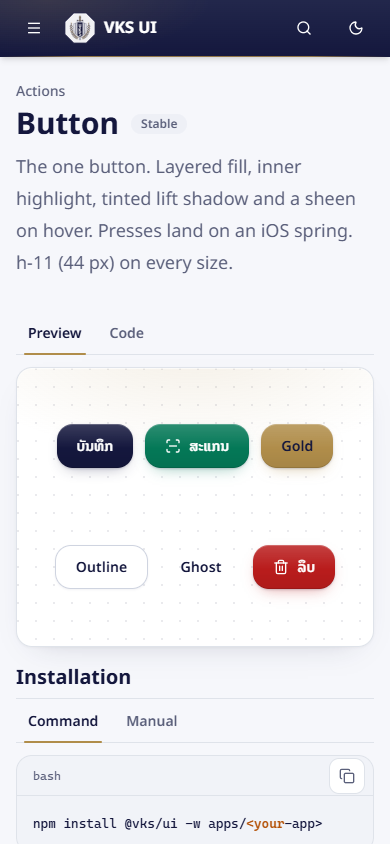 VKS UI
Actions
Button
Stable
The one button. Layered fill, inner
highlight, tinted lift shadow and a sheen
on hover. Presses land on an iOS spring.
h-11 (44 px) on every size.
Preview
Code
ບັນທຶກ
ສະແກນ
Gold
Outline
Ghost
ລຶບ
Installation
Command
Manual
bash
npm install @vks/ui -w apps/<your-app>